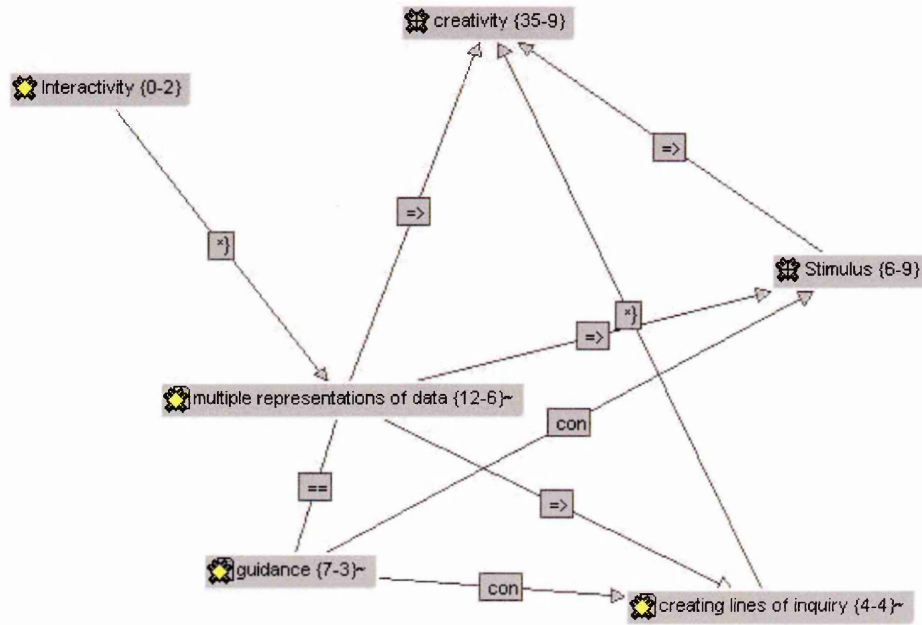 creativity {35-9}
Interactivity {0-2}
=>
=>
*}
Stimulus {6-9}
*}
=>
multiple representations of data {12-6}~
con
==
=>
guidance {7-3}~
con
creating lines of inquiry {4-4}~